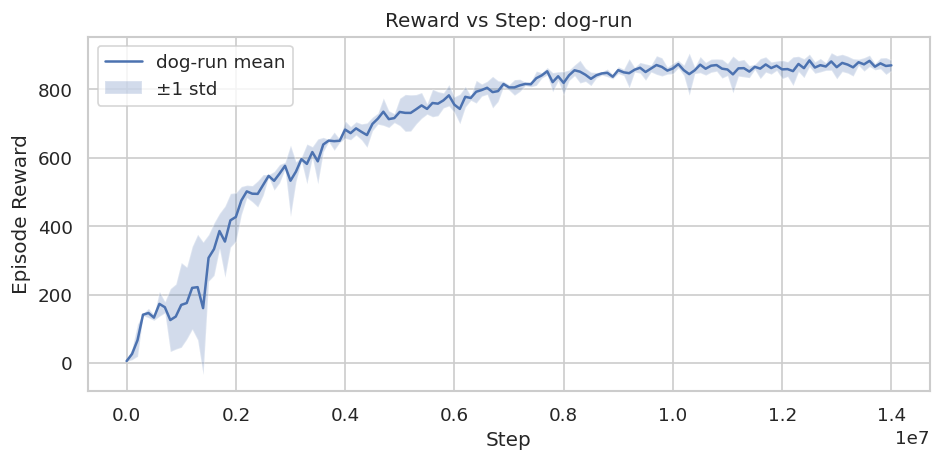 Reward vs Step: dog-run
dog-run mean
±1 std
Episode Reward
800
600
400
200
0
0.0 0.2 0.4 0.6 0.8 1.0 1.2 1.4
1e7
Step